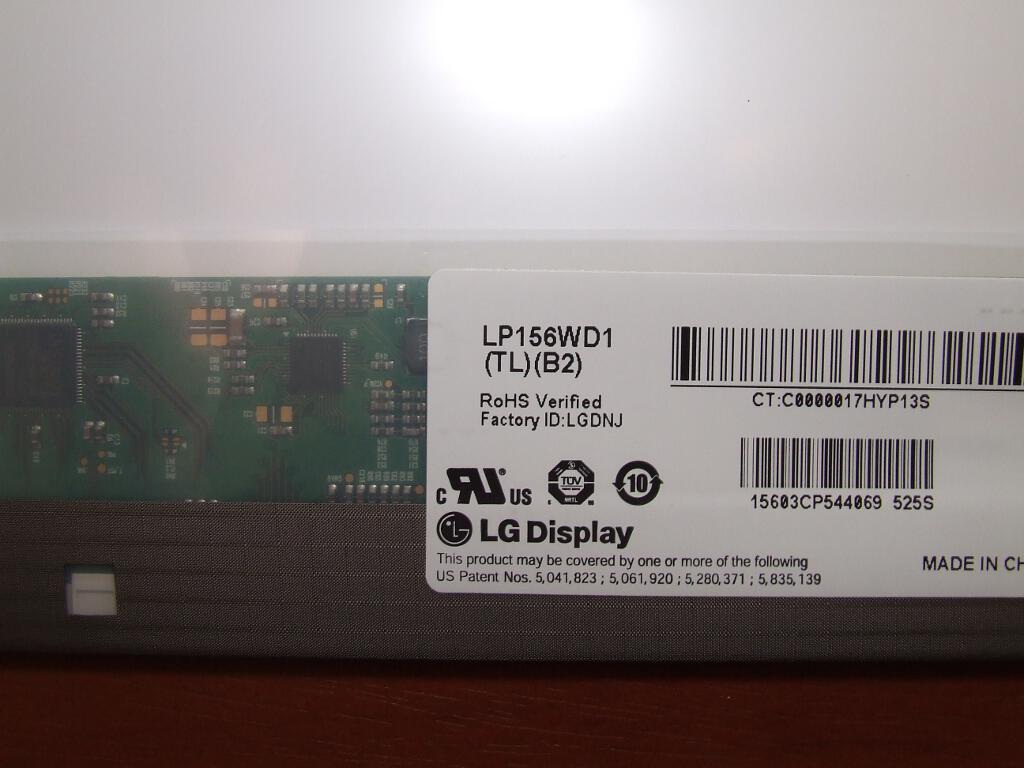 LP156WD1
(TL)(B2)
RoHS Verified
Factory ID:LGDNJ
CT:C0000017HYP13S
15603CP544069 525S
C US
TÜV
NRTL
10
LG Display
This product may be covered by one or more of the following
US Patent Nos. 5,041,823 ; 5,061,920 ; 5,280,371 ; 5,835,139
MADE IN CH